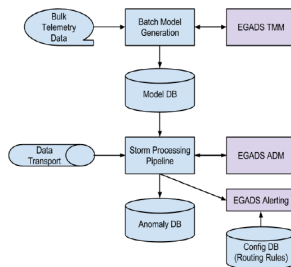 Bulk
Telemetry
Data
Batch Model
Generation
EGADS TMM
Model DB
Data
Transport
Storm Processing
Pipeline
EGADS ADM
EGADS Alerting
Anomaly DB
Config DB
(Routing Rules)